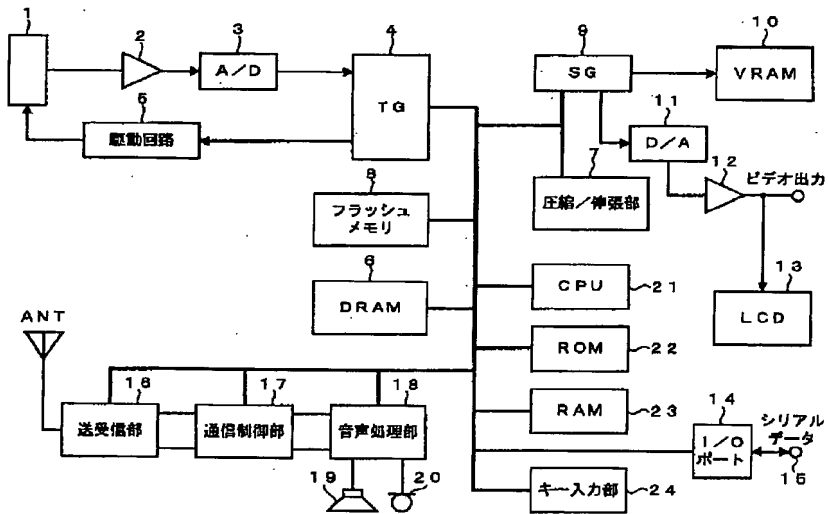 1
2
3
A/D
4
TG
5
駆動回路
8
フラッシュ
メモリ
6
DRAM
9
SG
10
VRAM
11
D/A
7
圧縮/伸張部
12
ビデオ出力
13
LCD
CPU
21
ROM
22
RAM
23
キー入力部
24
14
I/O
ポート
シリアル
データ
15
ANT
16
送受信部
17
通信制御部
18
音声処理部
19
20